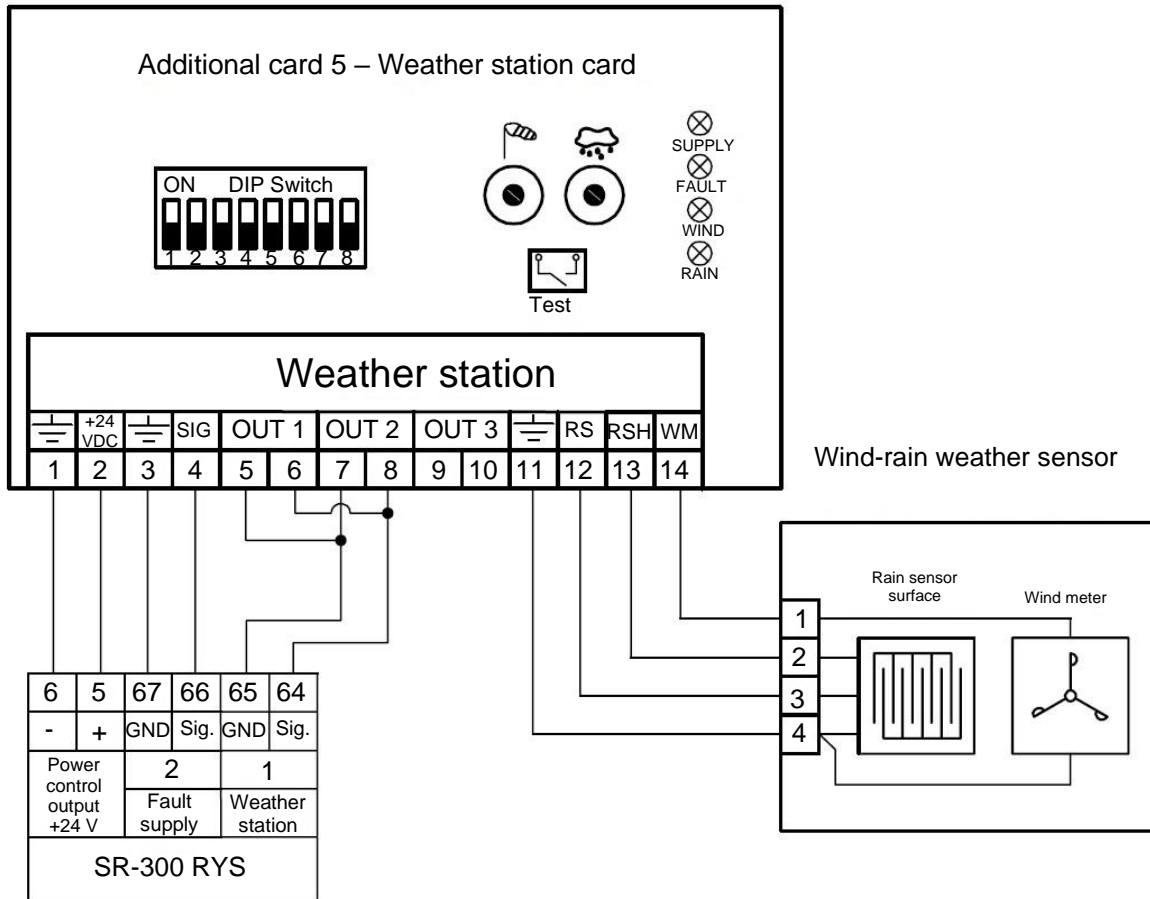 Additional card 5 – Weather station card
SUPPLY
FAULT
WIND
RAIN
ON DIP Switch
1 2 3 4 5 6 7 8
Test
Weather station
+24 VDC SIG OUT 1 OUT 2 OUT 3 RS RSH WM
1 2 3 4 5 6 7 8 9 10 11 12 13 14
Wind-rain weather sensor
Rain sensor
surface
Wind meter
1
2
3
4
6 5 67 66 65 64
- + GND Sig. GND Sig.
Power
control
output
+24 V
2
Fault
supply
1
Weather
station
SR-300 RYS